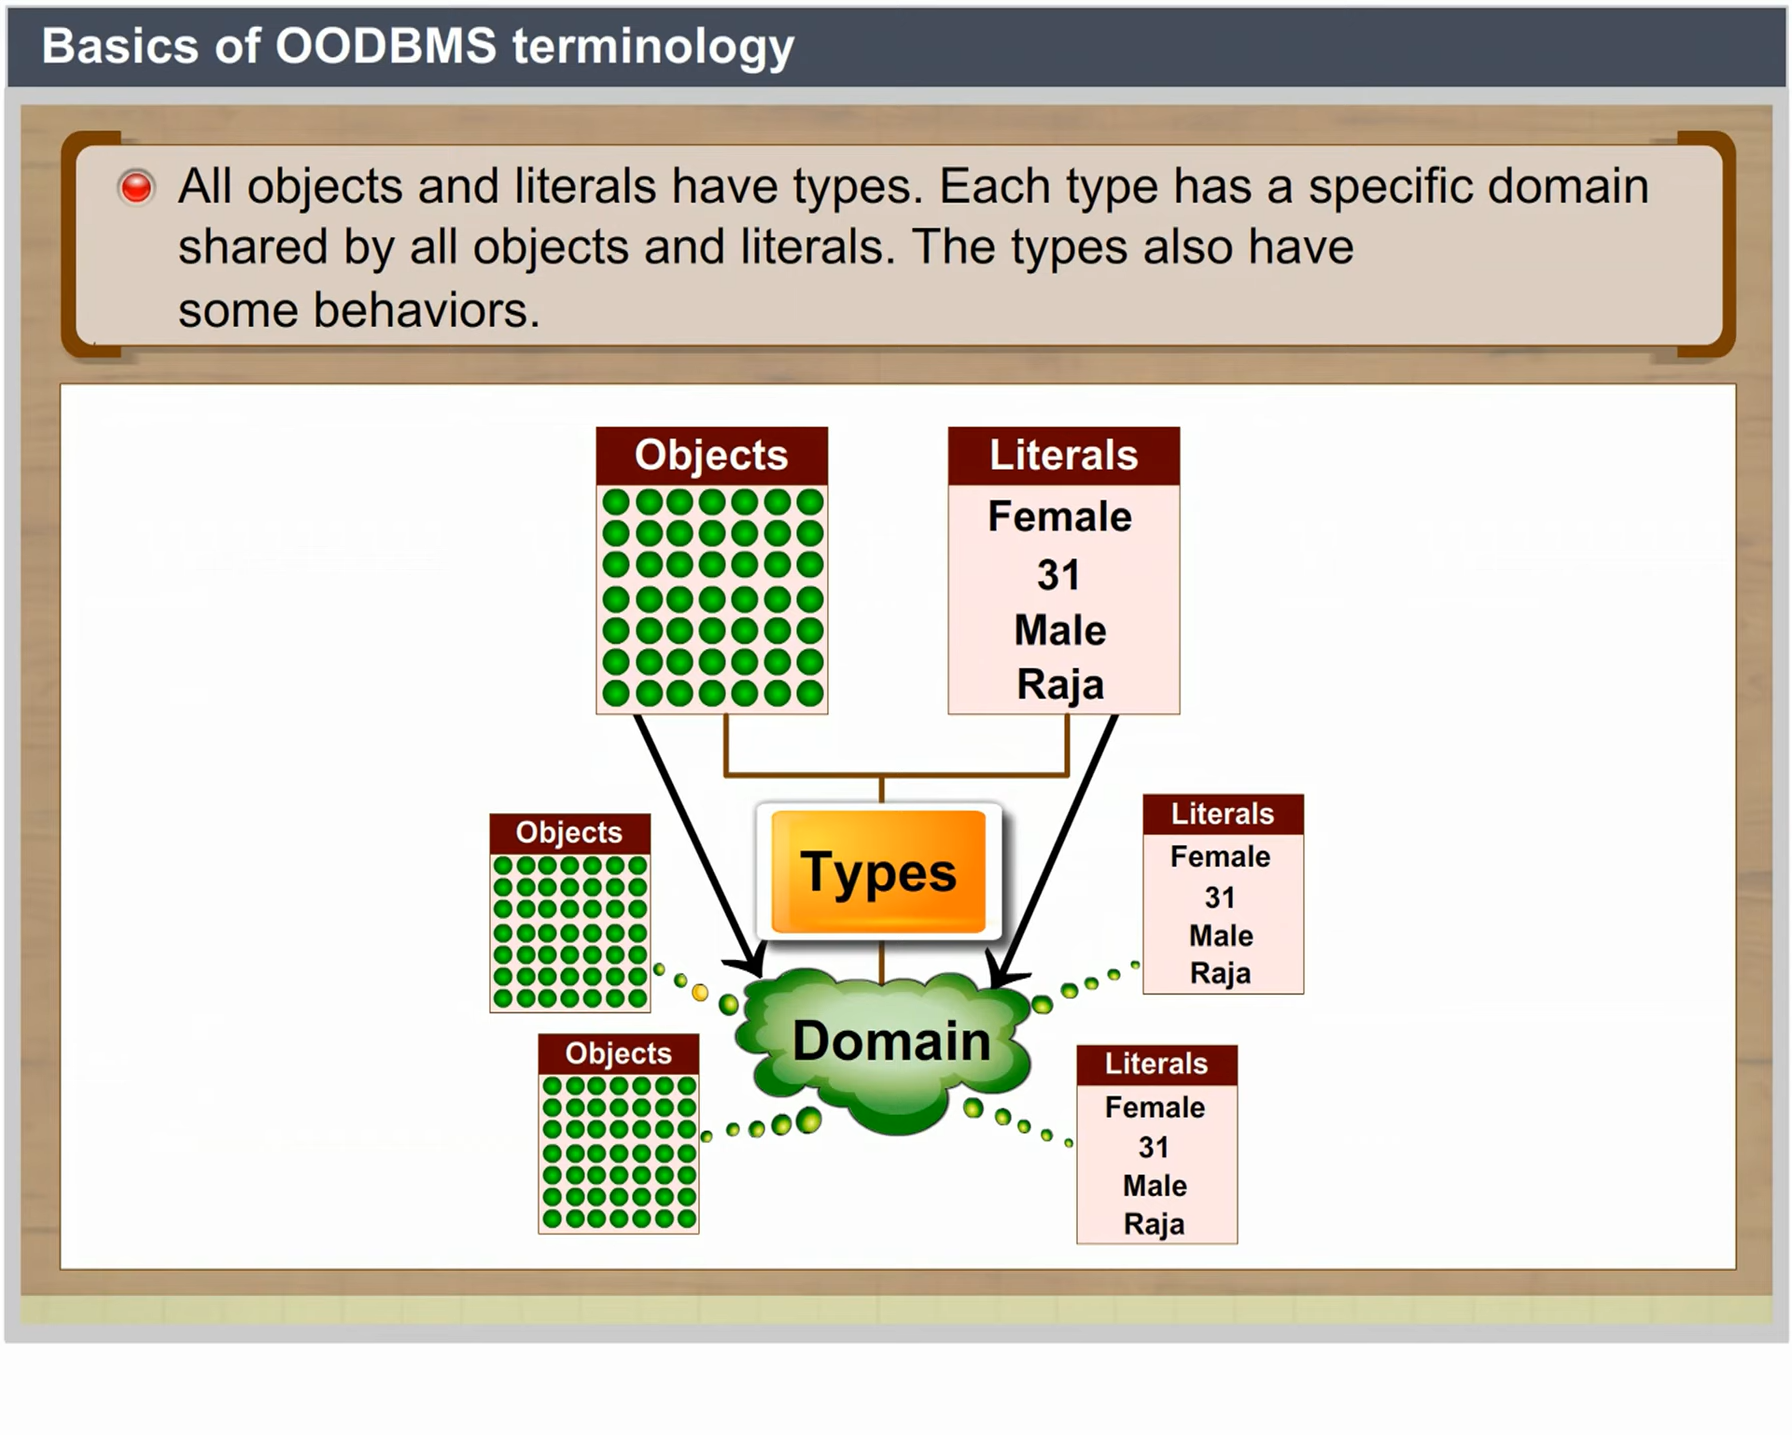 Basics of OODBMS terminology
All objects and literals have types. Each type has a specific domain
shared by all objects and literals. The types also have
some behaviors.
Objects
Literals
Female
31
Male
Raja
Types
Objects
Literals
Female
31
Male
Raja
Domain
Objects
Literals
Female
31
Male
Raja